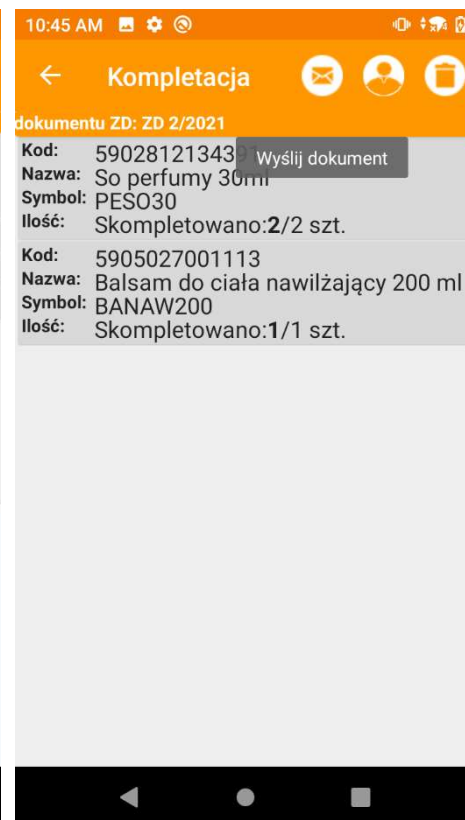 10:45 AM
Kompletacja
dokumentu ZD: ZD 2/2021
Wyślij dokument
Kod: 5902812134391
Nazwa: So perfumy 30ml
Symbol: PESO30
Ilość: Skompletowano:2/2 szt.
Kod: 5905027001113
Nazwa: Balsam do ciała nawilżający 200 ml
Symbol: BANAW200
Ilość: Skompletowano:1/1 szt.